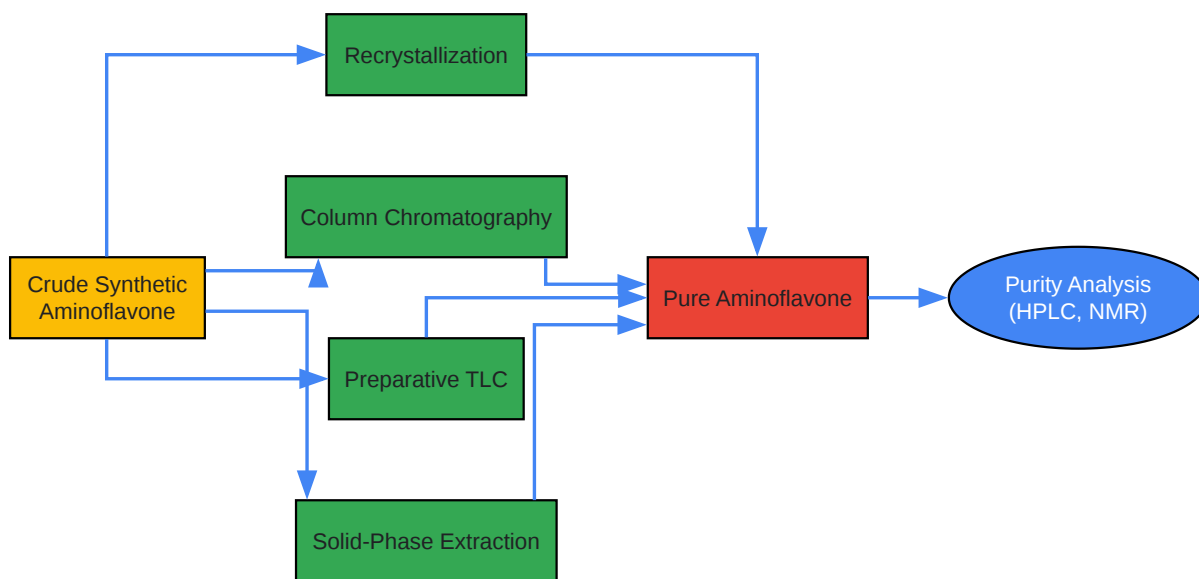 Recrystallization
Column Chromatography
Crude Synthetic
Aminoflavone
Pure Aminoflavone
Purity Analysis
(HPLC, NMR)
Preparative TLC
Solid-Phase Extraction